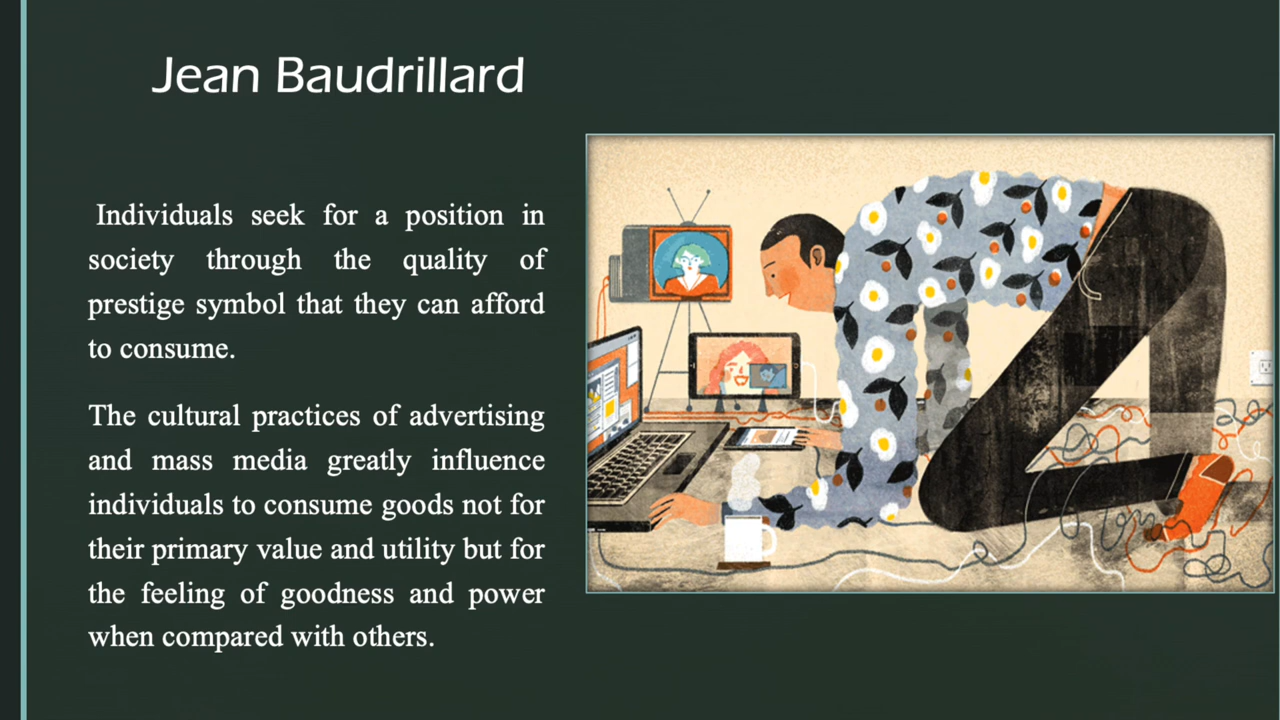 Jean Baudrillard
Individuals seek for a position in
society through the quality of
prestige symbol that they can afford
to consume.
The cultural practices of advertising
and mass media greatly influence
individuals to consume goods not for
their primary value and utility but for
the feeling of goodness and power
when compared with others.